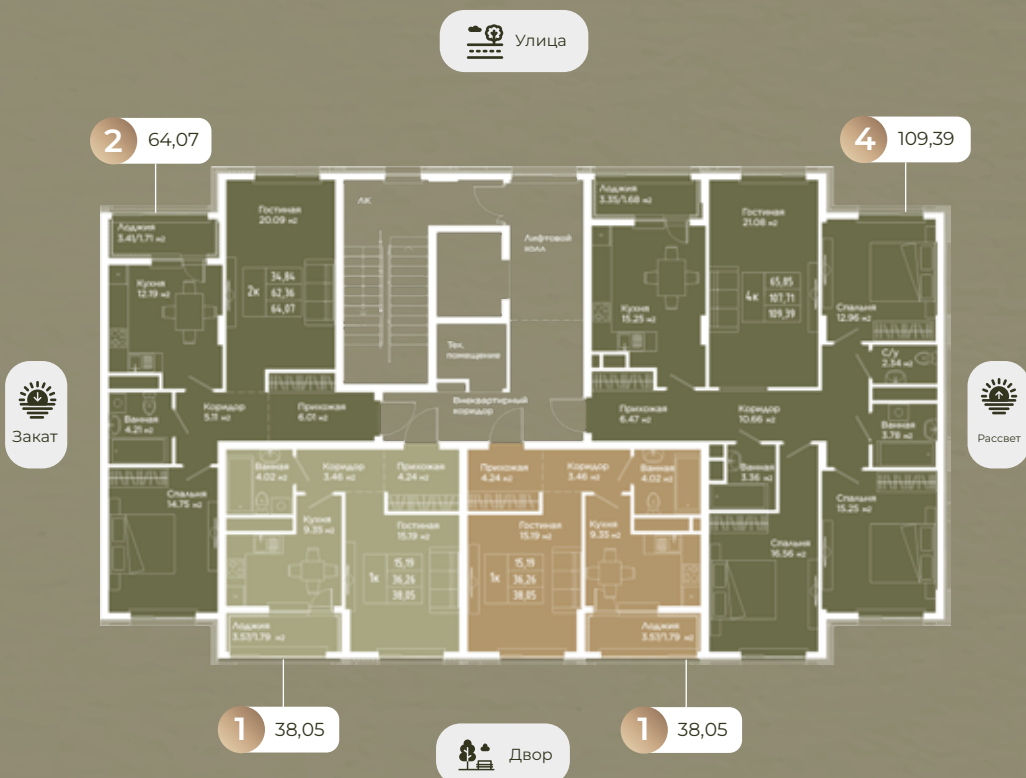 Улица
2 64,07
4 109,39
Лоджия
3.41/1.71 м2
Гостиная
20.09 м2
ЛК
Лифтовой
холл
Лоджия
3.35/1.68 м2
Гостиная
21.08 м2
Кухня
12.19 м2
2к
34,84
62,36
64,07
Кухня
15.25 м2
4к
65,85
107,71
109,39
Спальня
12.96 м2
Тех.
помещение
С/у
2.54 м2
Закат
Рассвет
Ванная
4.21 м2
Коридор
5.11 м2
Прихожая
6.01 м2
Внеквартирный
коридор
Прихожая
6.47 м2
Коридор
10.66 м2
Ванная
3.78 м2
Спальня
14.75 м2
Ванная
4.02 м2
Коридор
3.46 м2
Прихожая
4.24 м2
Прихожая
4.24 м2
Коридор
3.46 м2
Ванная
4.02 м2
Ванная
3.36 м2
Спальня
15.25 м2
Кухня
9.35 м2
Гостиная
15.19 м2
Гостиная
15.19 м2
Кухня
9.35 м2
Спальня
16.56 м2
1к
15,19
36,26
38,05
1к
15,19
36,26
38,05
Лоджия
3.57/1.79 м2
Лоджия
3.57/1.79 м2
1 38,05
1 38,05
Двор